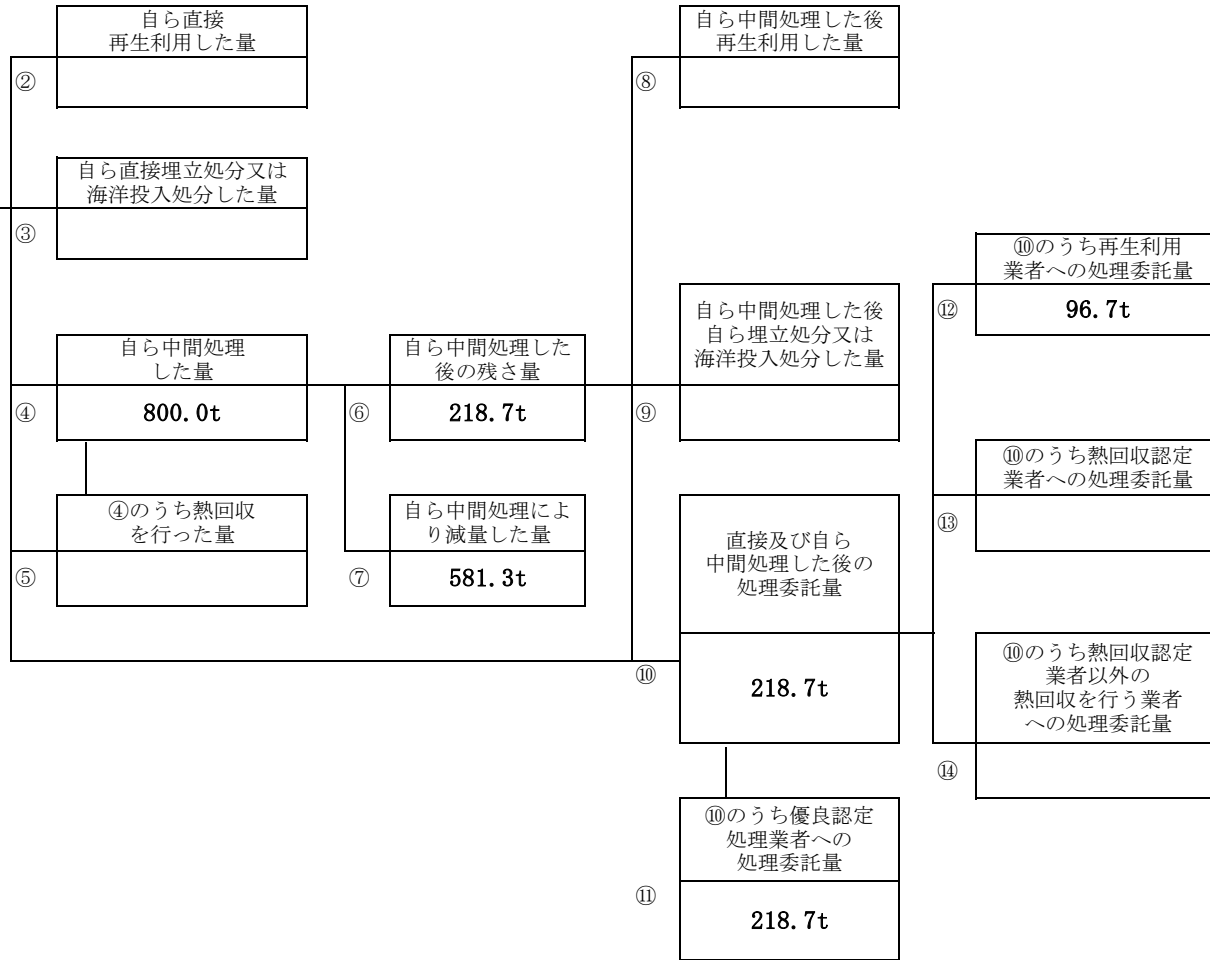 自ら直接
再生利用した量
②
自ら直接埋立処分又は
海洋投入処分した量
③
自ら中間処理
した量
④
800.0t
④のうち熱回収
を行った量
⑤
自ら中間処理した
後の残さ量
⑥
218.7t
自ら中間処理によ
り減量した量
⑦
581.3t
自ら中間処理した後
再生利用した量
⑧
自ら中間処理した後
自ら埋立処分又は
海洋投入処分した量
⑨
直接及び自ら
中間処理した後の
処理委託量
⑩
218.7t
⑩のうち優良認定
処理業者への
処理委託量
⑪
218.7t
⑩のうち再生利用
業者への処理委託量
⑫
96.7t
⑩のうち熱回収認定
業者への処理委託量
⑬
⑩のうち熱回収認定
業者以外の
熱回収を行う業者
への処理委託量
⑭